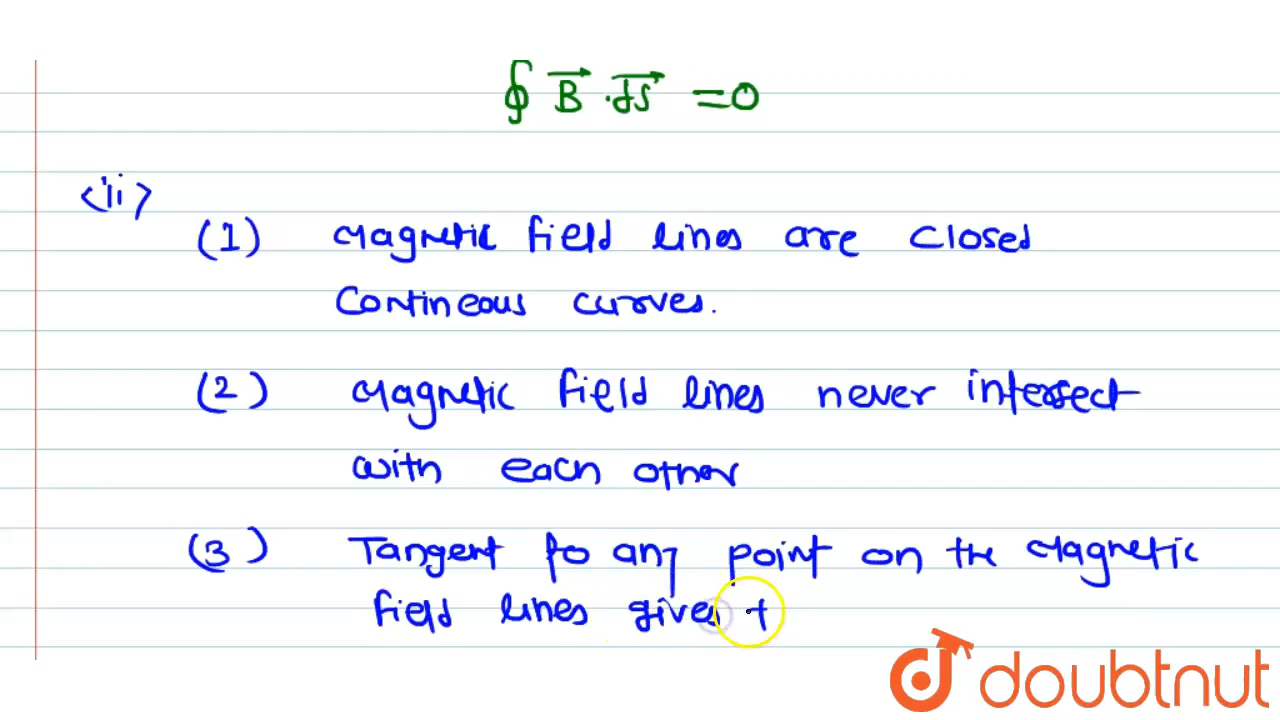 ∮ B⃗ · ds⃗ = 0
<ii>
(1) Magnetic field lines are closed
Contineous curves.
(2) Magnetic field lines never intersect
with each other
(3) Tangent to any point on the Magnetic
field lines gives t
doubtnut